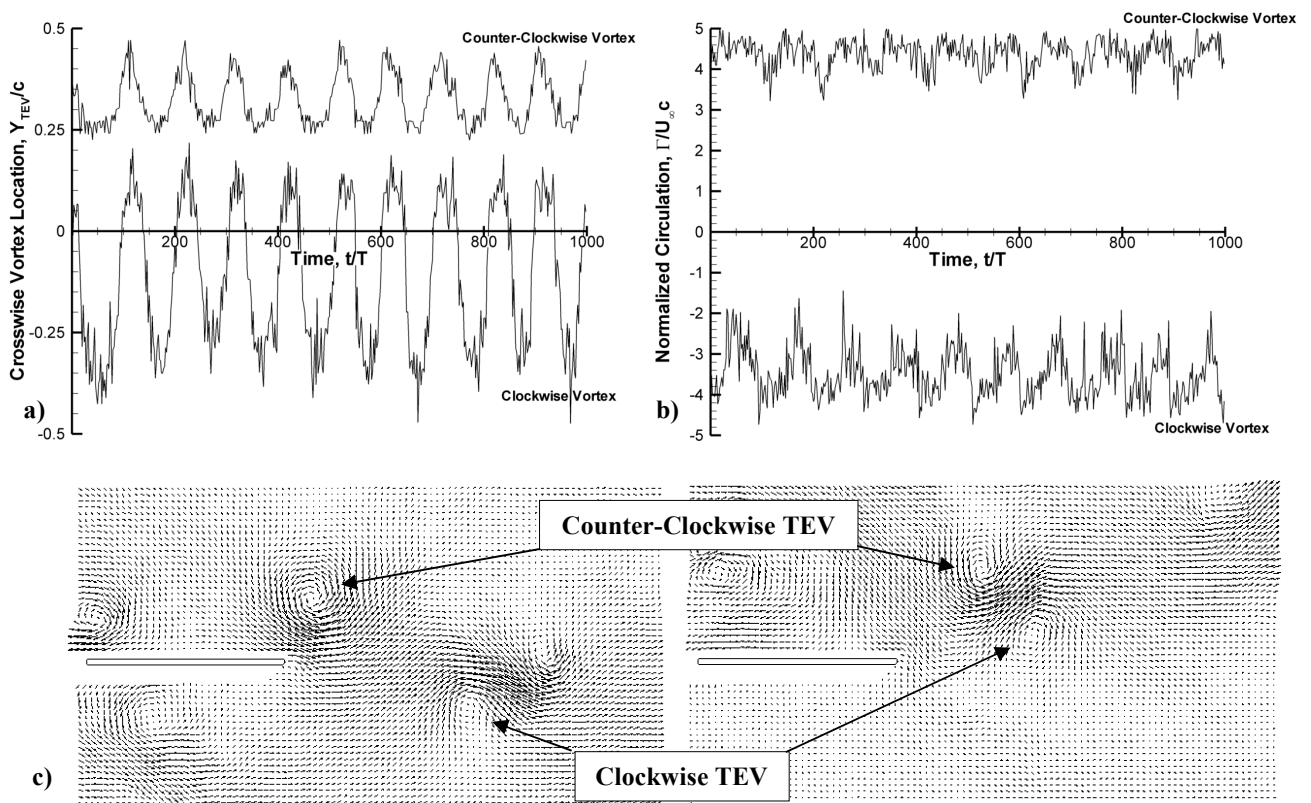 Crosswise Vortex Location, Y_TEV/c
0.5
0.25
0
-0.25
-0.5
200
400
600
800
1000
Time, t/T
Counter-Clockwise Vortex
Clockwise Vortex
a)
Normalized Circulation, Γ/U∞c
5
4
3
2
1
0
-1
-2
-3
-4
-5
200
400
600
800
1000
Time, t/T
Counter-Clockwise Vortex
Clockwise Vortex
b)
Counter-Clockwise TEV
Clockwise TEV
c)